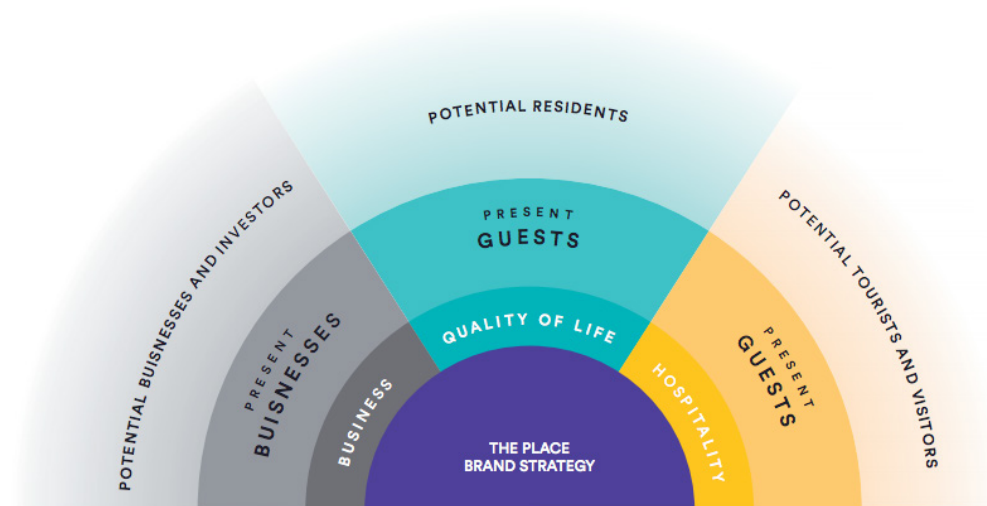 POTENTIAL RESIDENTS
PRESENT
GUESTS
QUALITY OF LIFE
POTENTIAL BUISNESSES AND INVESTORS
PRESENT
BUISNESSES
BUSINESS
THE PLACE
BRAND STRATEGY
HOSPITALITY
PRESENT
GUESTS
POTENTIAL TOURISTS AND VISITORS